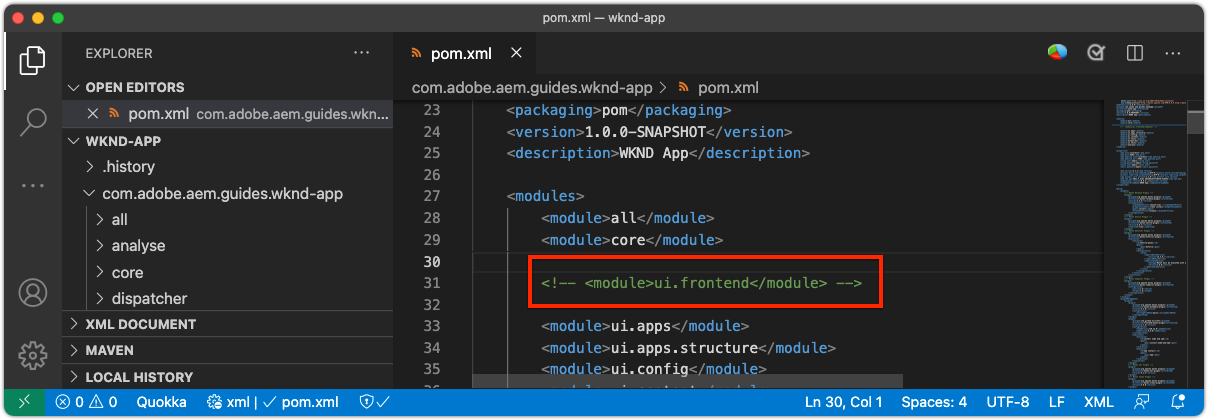 pom.xml — wknd-app
EXPLORER
OPEN EDITORS
pom.xml com.adobe.aem.guides.wkn...
WKND-APP
.history
com.adobe.aem.guides.wknd-app
all
analyse
core
dispatcher
XML DOCUMENT
MAVEN
LOCAL HISTORY
pom.xml
com.adobe.aem.guides.wknd-app > pom.xml
23 <packaging>pom</packaging>
24 <version>1.0.0-SNAPSHOT</version>
25 <description>WKND App</description>
26
27 <modules>
28 <module>all</module>
29 <module>core</module>
30
31 <!-- <module>ui.frontend</module> -->
32
33 <module>ui.apps</module>
34 <module>ui.apps.structure</module>
35 <module>ui.config</module>
0 0 Quokka xml | pom.xml Ln 30, Col 1 Spaces: 4 UTF-8 LF XML